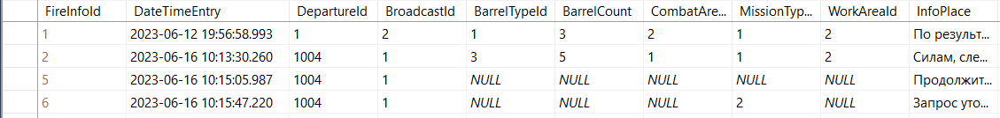 FireInfoId DateTimeEntry DepartureId BroadcastId BarrelTypeId BarrelCount CombatAre... MissionTyp... WorkAreaId InfoPlace
1 2023-06-12 19:56:58.993 1 2 1 3 2 1 2 По результ...
2 2023-06-16 10:13:30.260 1004 1 3 5 1 1 2 Силам, сле...
5 2023-06-16 10:15:05.987 1004 1 NULL NULL NULL NULL NULL Продолжит...
6 2023-06-16 10:15:47.220 1004 1 NULL NULL NULL 2 NULL Запрос уто...